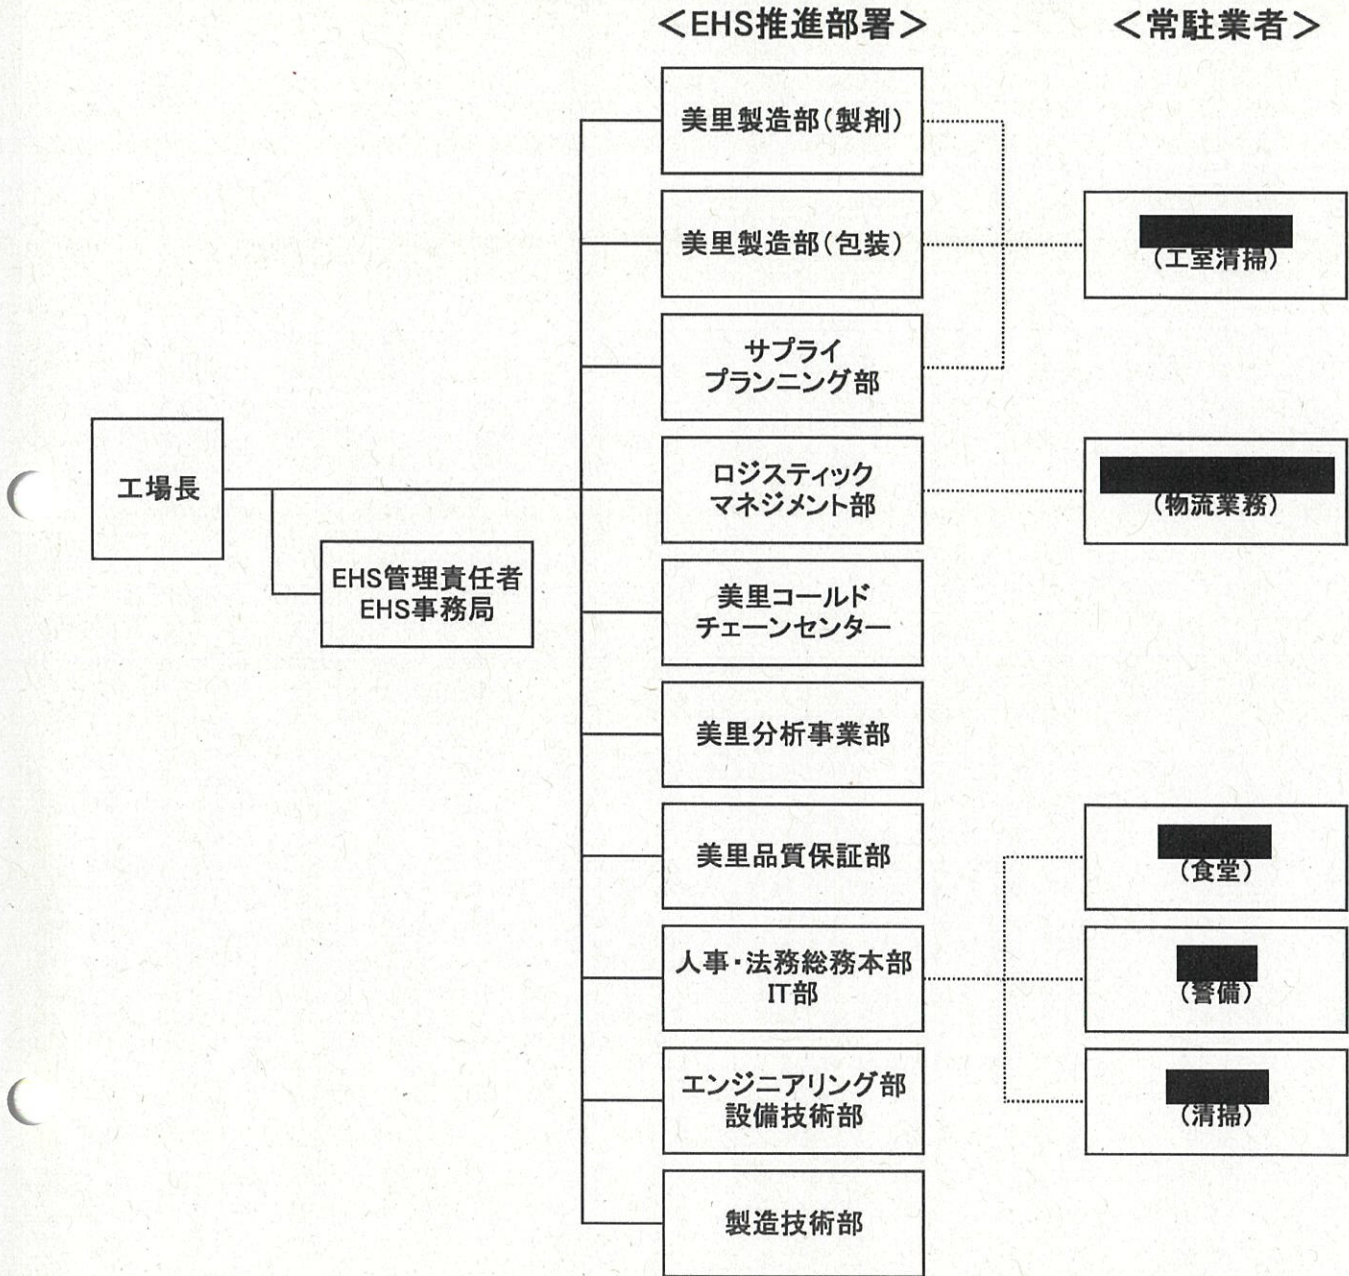 ＜EHS推進部署＞
＜常駐業者＞
美里製造部(製剤)
美里製造部(包装)
(工室清掃)
サプライ
プランニング部
工場長
ロジスティック
マネジメント部
(物流業務)
EHS管理責任者
EHS事務局
美里コールド
チェーンセンター
美里分析事業部
美里品質保証部
(食堂)
人事・法務総務本部
IT部
(警備)
エンジニアリング部
設備技術部
(清掃)
製造技術部